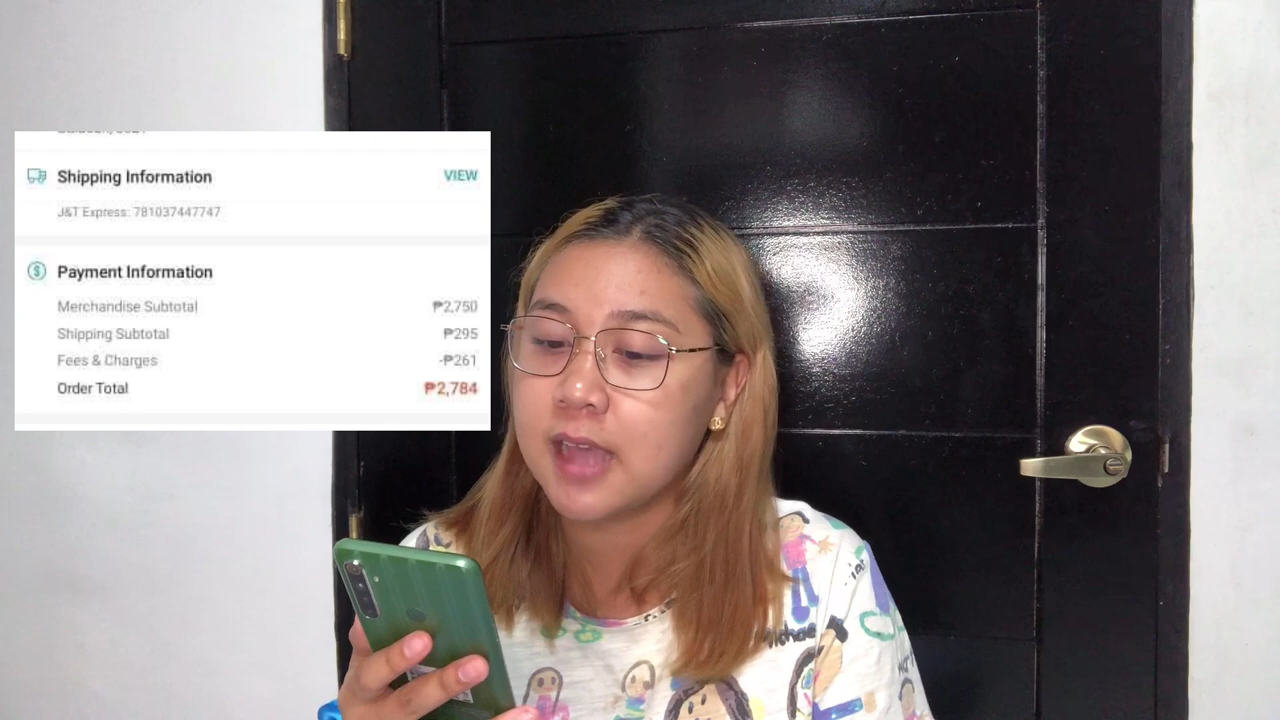 Shipping Information VIEW
J&T Express: 781037447747
Payment Information
Merchandise Subtotal ₱2,750
Shipping Subtotal ₱295
Fees & Charges -₱261
Order Total ₱2,784